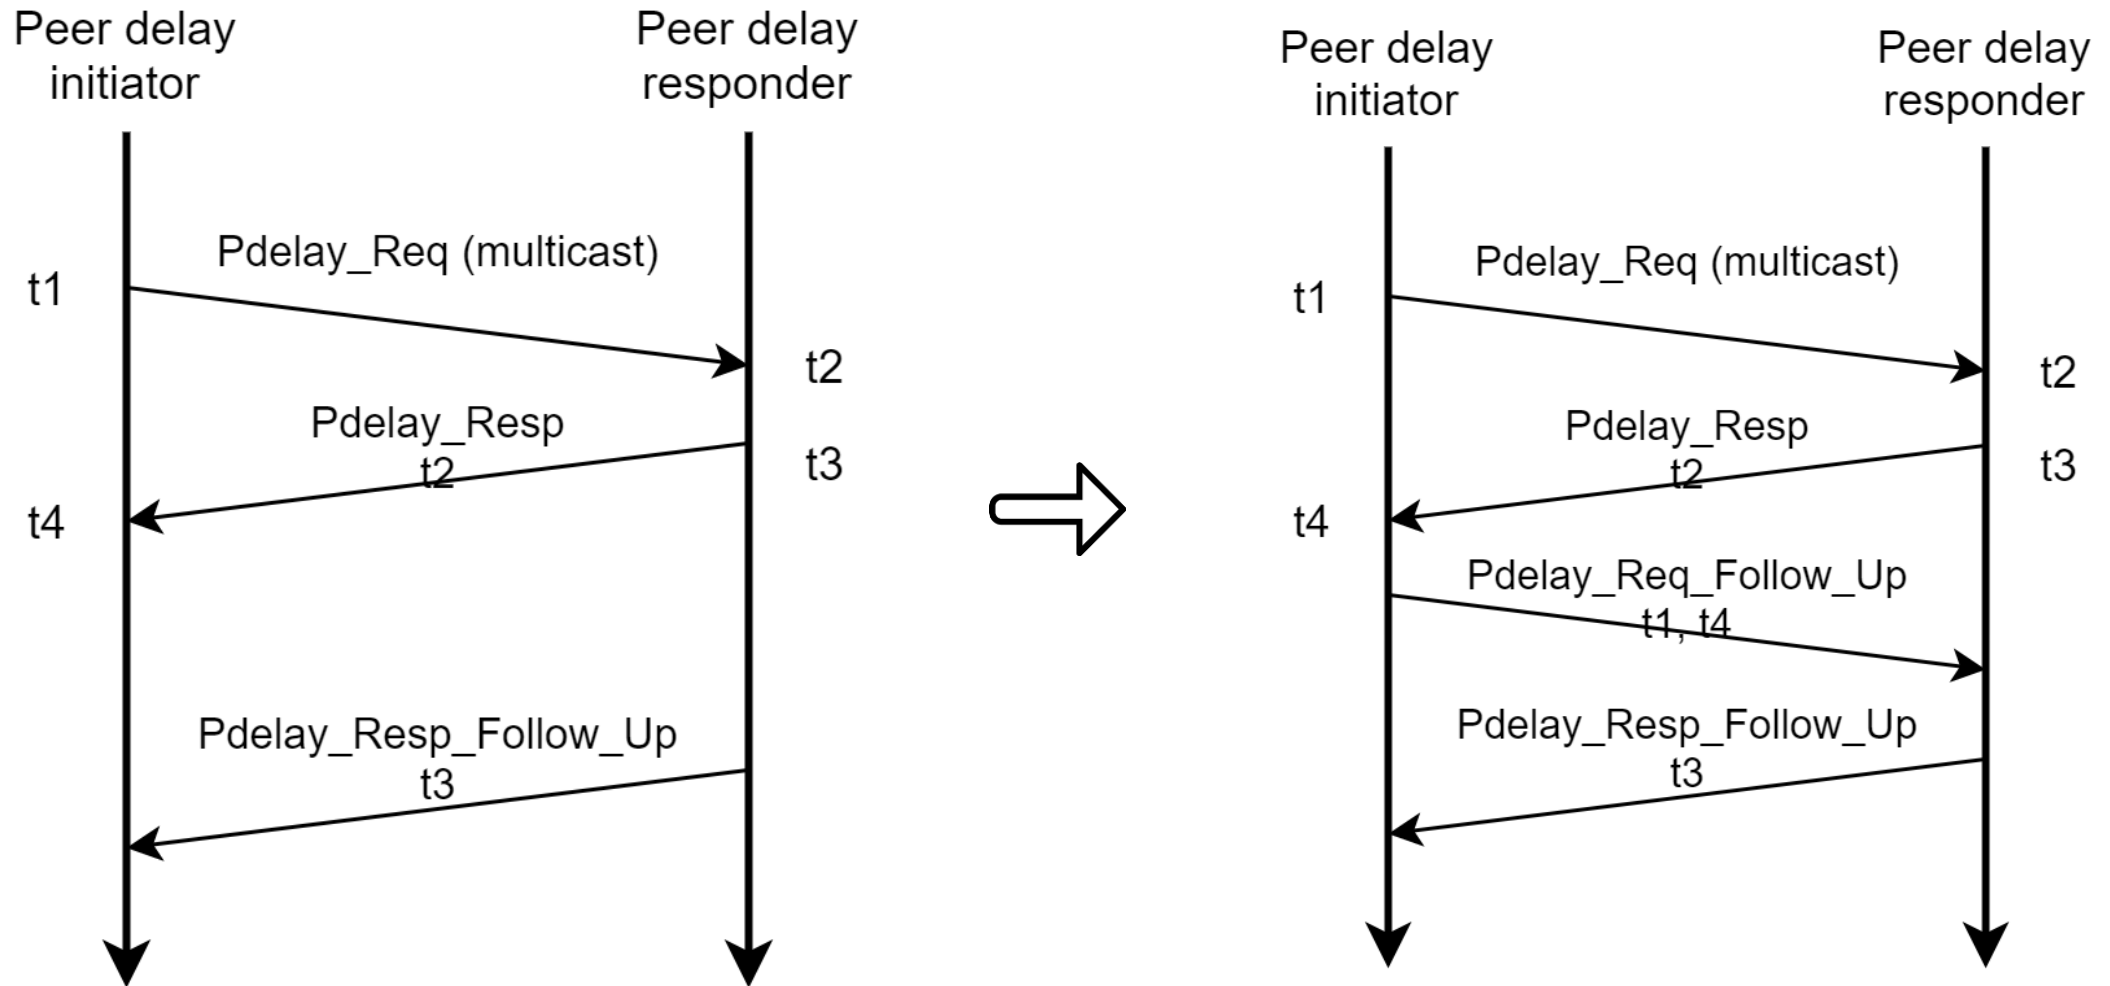 Peer delay
initiator
Peer delay
responder
Pdelay_Req (multicast)
t1
t2
Pdelay_Resp
t2
t3
t4
Pdelay_Resp_Follow_Up
t3
Peer delay
initiator
Peer delay
responder
Pdelay_Req (multicast)
t1
t2
Pdelay_Resp
t2
t3
t4
Pdelay_Req_Follow_Up
t1, t4
Pdelay_Resp_Follow_Up
t3